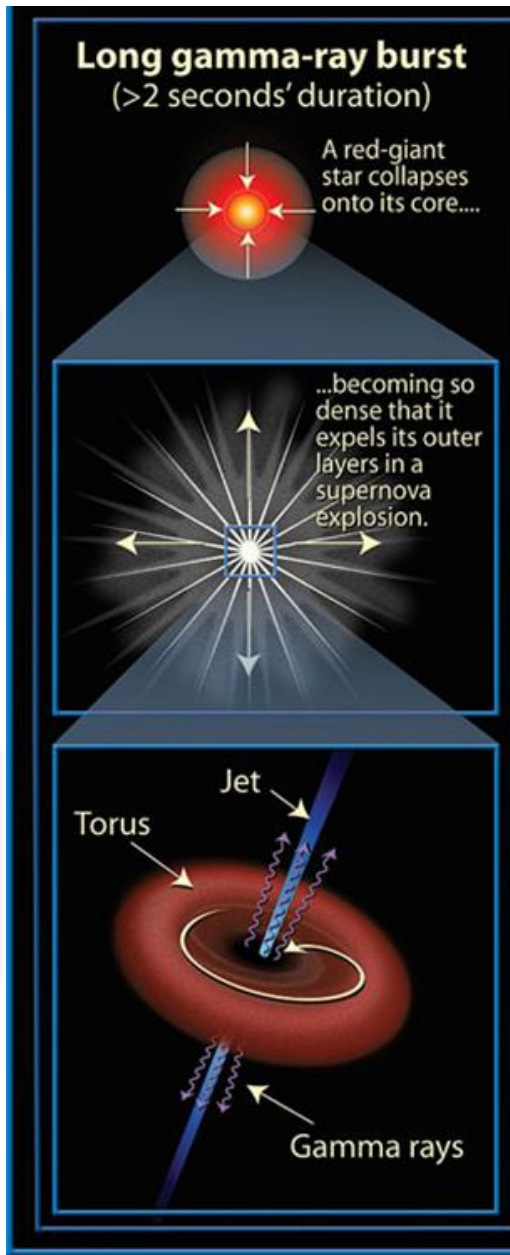 Long gamma-ray burst
(>2 seconds’ duration)
A red-giant
star collapses
onto its core....
...becoming so
dense that it
expels its outer
layers in a
supernova
explosion.
Jet
Torus
Gamma rays